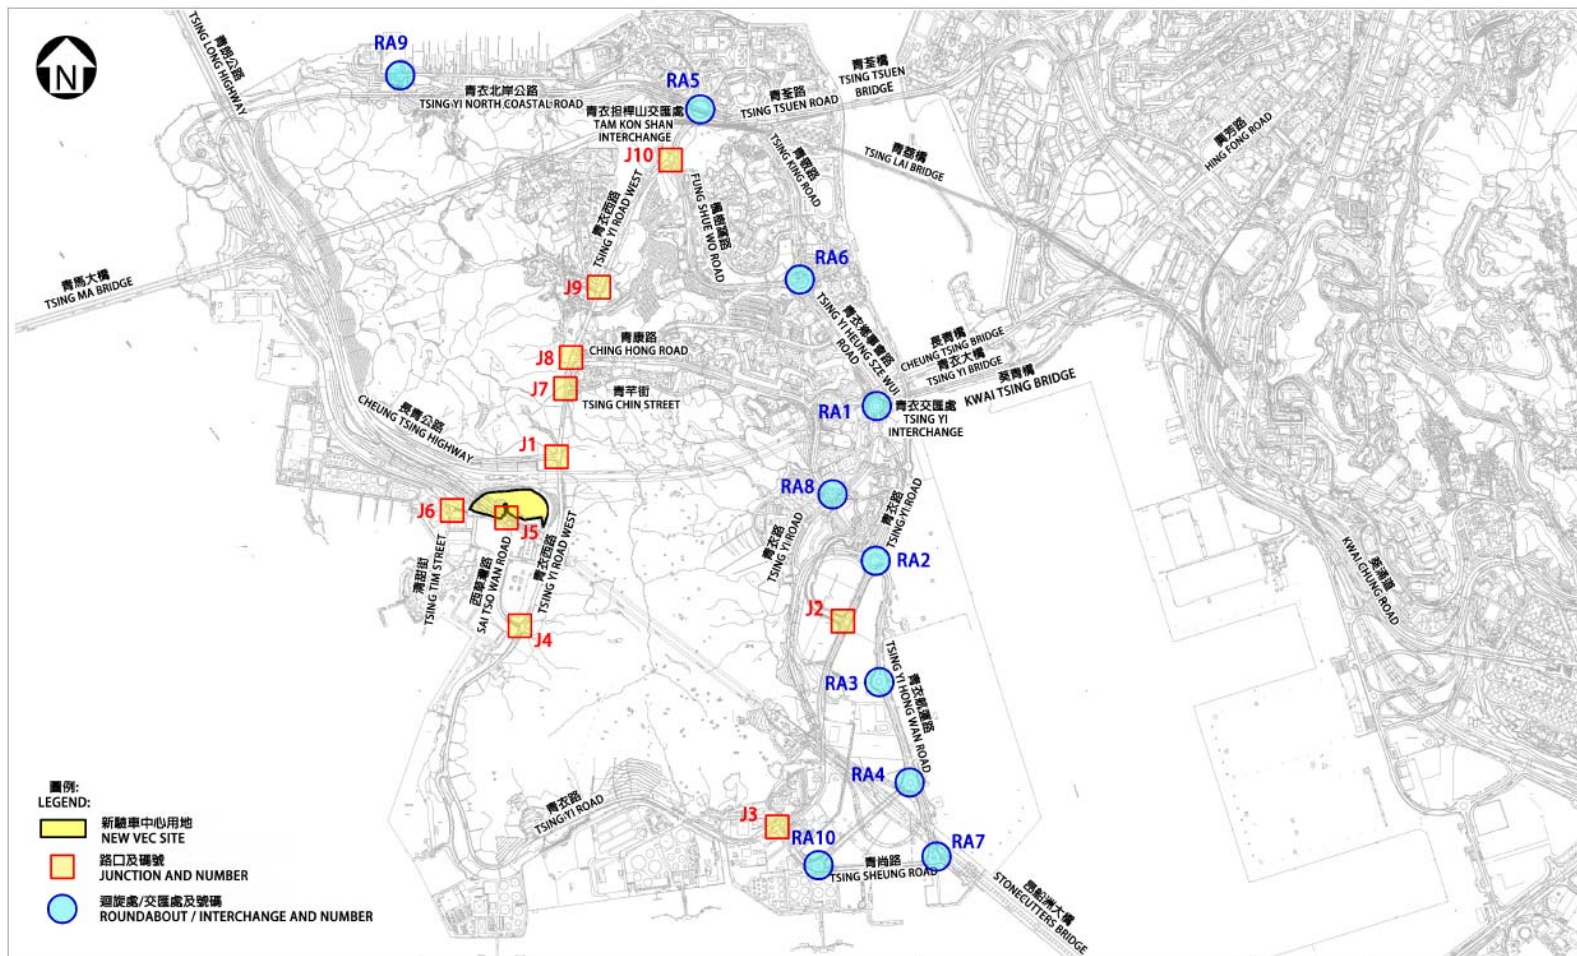 N
青朗公路
TSING LONG HIGHWAY
RA9
青衣北岸公路
TSING YI NORTH COASTAL ROAD
RA5
青衣担桿山交匯處
TAM KON SHAN
INTERCHANGE
青荃路
TSING TSUEN ROAD
青荃橋
TSING TSUEN
BRIDGE
J10
青敬路
TSING KING ROAD
青荔橋
TSING LAI BRIDGE
興芳路
HING FONG ROAD
青衣西路
TSING YI ROAD WEST
楓樹窩路
FUNG SHUE WO ROAD
青馬大橋
TSING MA BRIDGE
J9
RA6
青衣鄉事會路
TSING YI HEUNG SZE WUI
ROAD
青康路
CHING HONG ROAD
J8
長青橋
CHEUNG TSING BRIDGE
青衣大橋
TSING YI BRIDGE
葵青橋
KWAI TSING BRIDGE
J7
青芊街
TSING CHIN STREET
RA1
青衣交匯處
TSING YI
INTERCHANGE
長青公路
CHEUNG TSING HIGHWAY
J1
RA8
青衣路
TSING YI ROAD
青衣路
TSING YI ROAD
J6
J5
清甜街
TSING TIM STREET
西草灣路
SAI TSO WAN ROAD
青衣西路
TSING YI ROAD WEST
RA2
葵涌道
KWAI CHUNG ROAD
J2
J4
RA3
青衣航運路
TSING YI HONG WAN ROAD
RA4
青衣路
TSING YI ROAD
J3
RA10
RA7
青尚路
TSING SHEUNG ROAD
昂船洲大橋
STONECUTTERS BRIDGE
圖例:
LEGEND:
新驗車中心用地
NEW VEC SITE
路口及碼號
JUNCTION AND NUMBER
迴旋處/交匯處及號碼
ROUNDABOUT / INTERCHANGE AND NUMBER